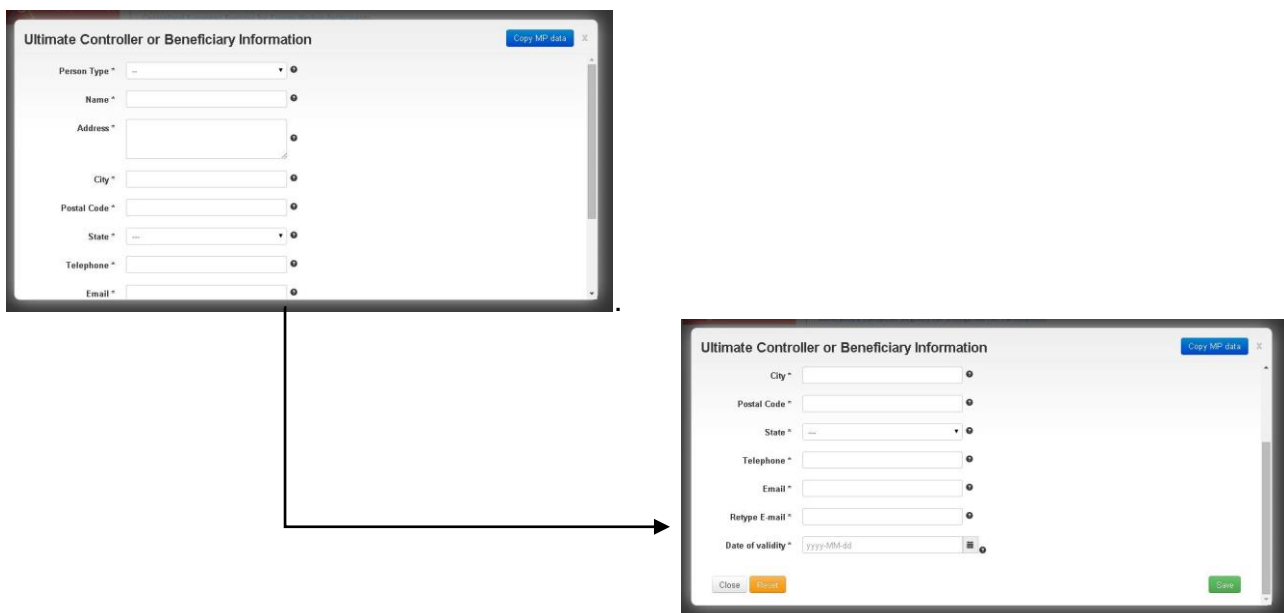 Ultimate Controller or Beneficiary Information Copy MP data X
Person Type * --
Name *
Address *
City *
Postal Code *
State * ---
Telephone *
Email *
.
Ultimate Controller or Beneficiary Information Copy MP data X
City *
Postal Code *
State * ---
Telephone *
Email *
Retype E-mail *
Date of validity * yyyy-MM-dd
Close Reset Save